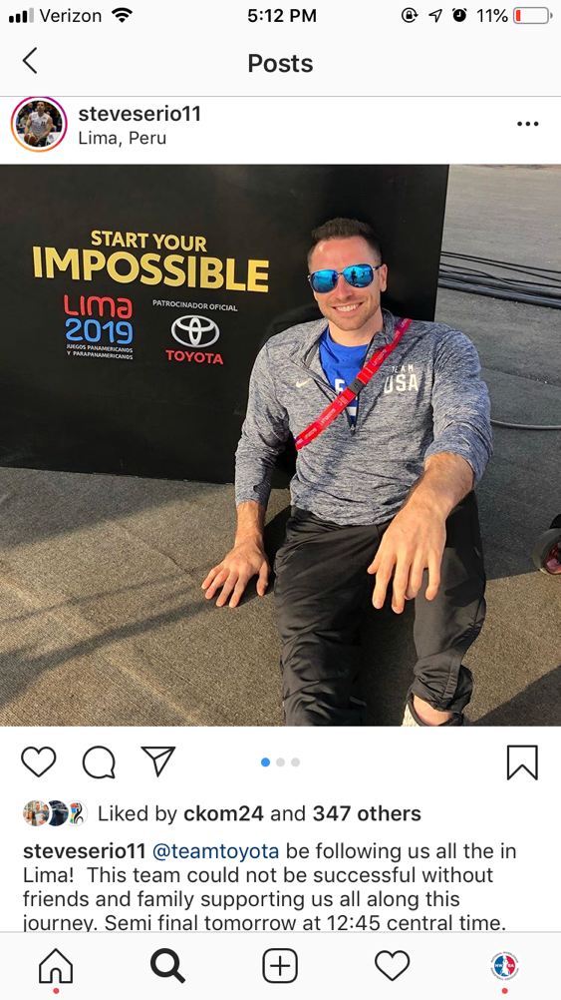 Verizon 5:12 PM 11%
Posts
steveserio11
Lima, Peru
START YOUR
IMPOSSIBLE
Lima
2019
JUEGOS PANAMERICANOS
Y PARAPANAMERICANOS
PATROCINADOR OFICIAL
TOYOTA
TEAM
USA
Liked by ckom24 and 347 others
steveserio11 @teamtoyota be following us all the in
Lima! This team could not be successful without
friends and family supporting us all along this
journey. Semi final tomorrow at 12:45 central time.